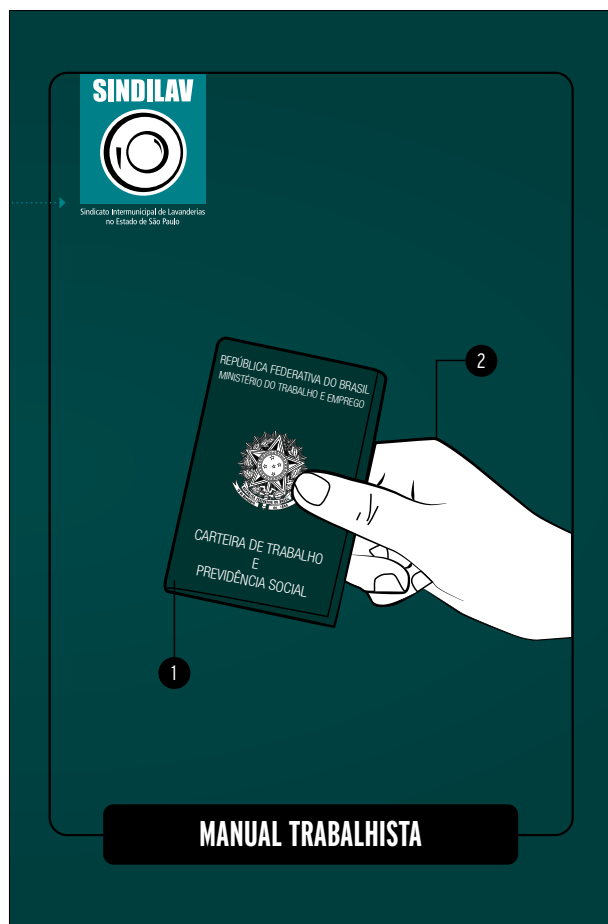 SINDILAV
Sindicato Intermunicipal de Lavanderias
no Estado de São Paulo
REPÚBLICA FEDERATIVA DO BRASIL
MINISTÉRIO DO TRABALHO E EMPREGO
CARTEIRA DE TRABALHO
E
PREVIDÊNCIA SOCIAL
2
1
MANUAL TRABALHISTA